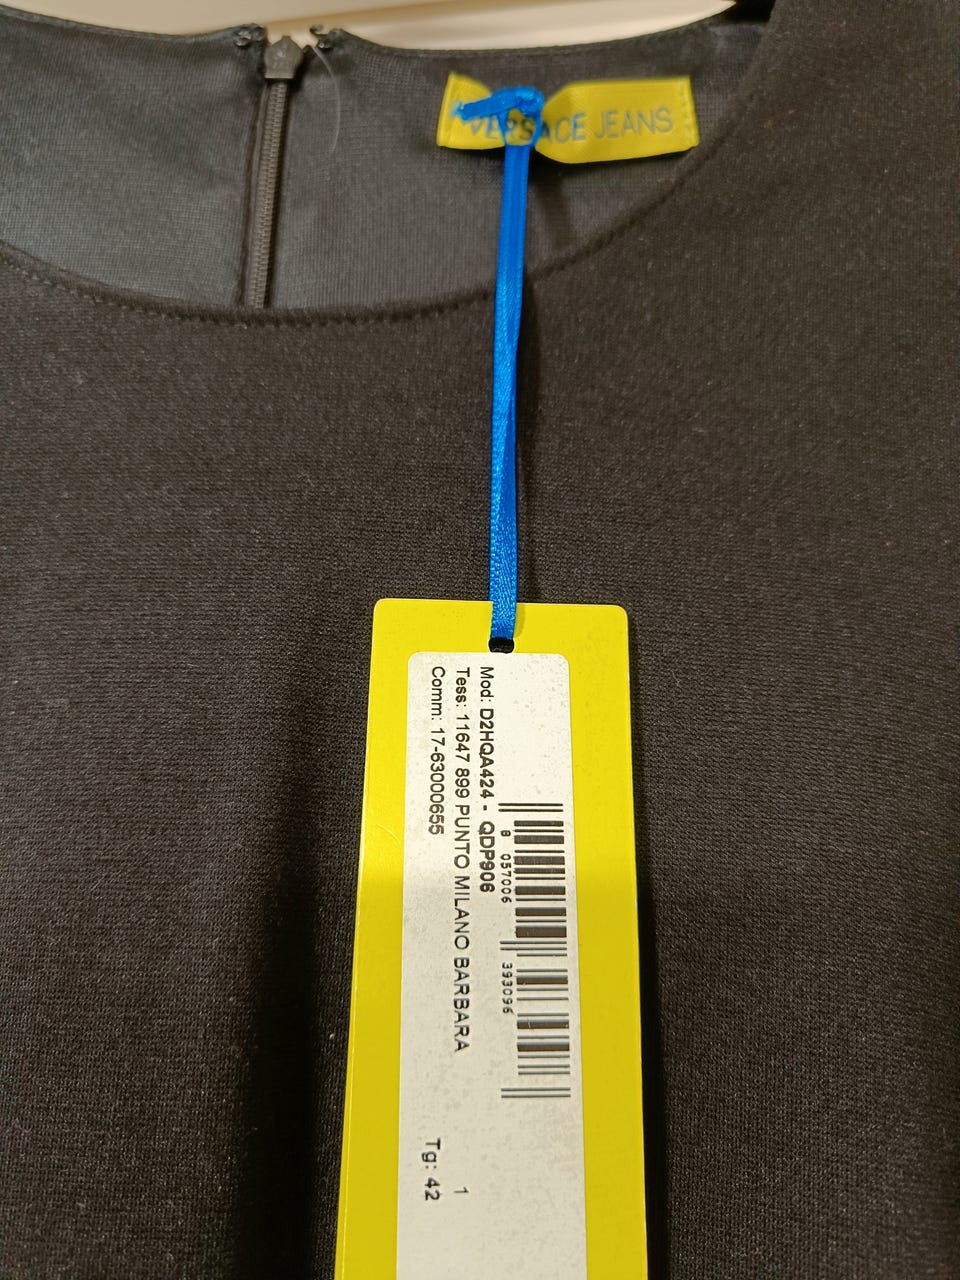 VERSACE JEANS
Mod: D2HQA424 - QDP906
Tess: 11647 899 PUNTO MILANO BARBARA 1
Comm: 17-63000655 Tg: 42
8 057006 393096